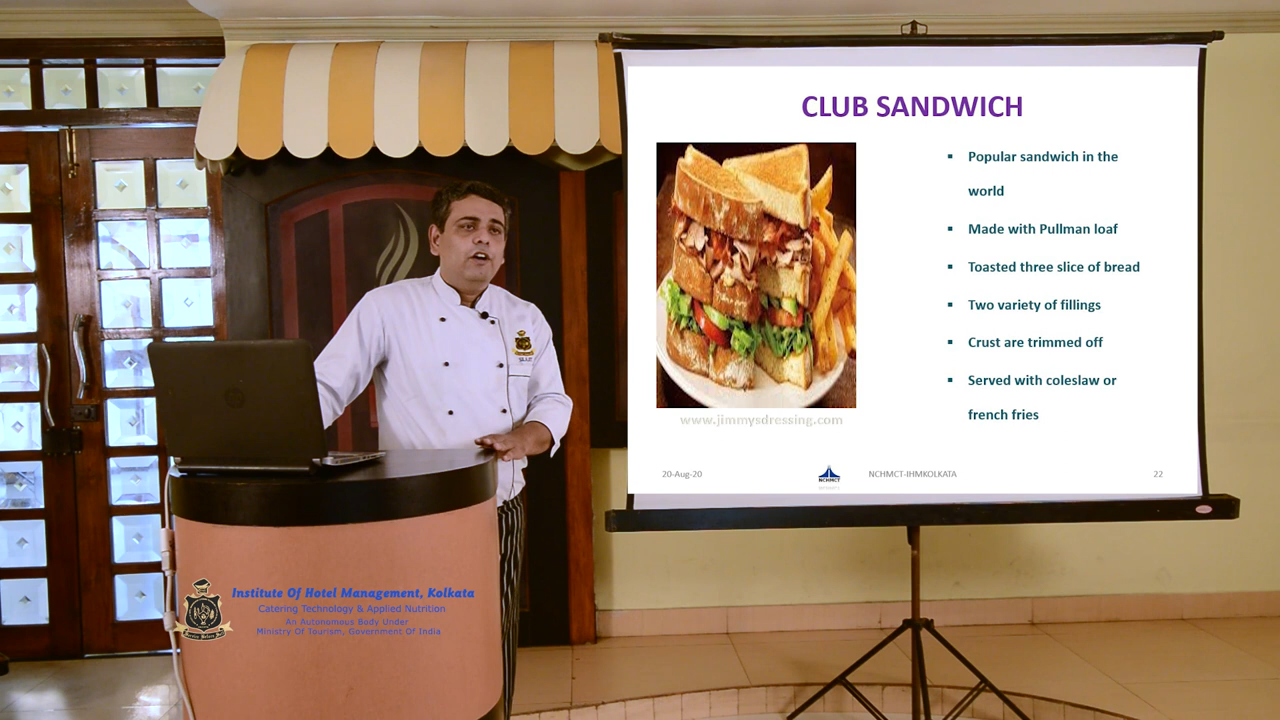 CLUB SANDWICH
Popular sandwich in the
world
Made with Pullman loaf
Toasted three slice of bread
Two variety of fillings
Crust are trimmed off
Served with coleslaw or
french fries
www.jimmysdressing.com
20-Aug-20
NCHMCT
NCHMCT-IHMKOLKATA
22
Institute Of Hotel Management, Kolkata
Catering Technology & Applied Nutrition
An Autonomous Body Under
Ministry Of Tourism, Government Of India